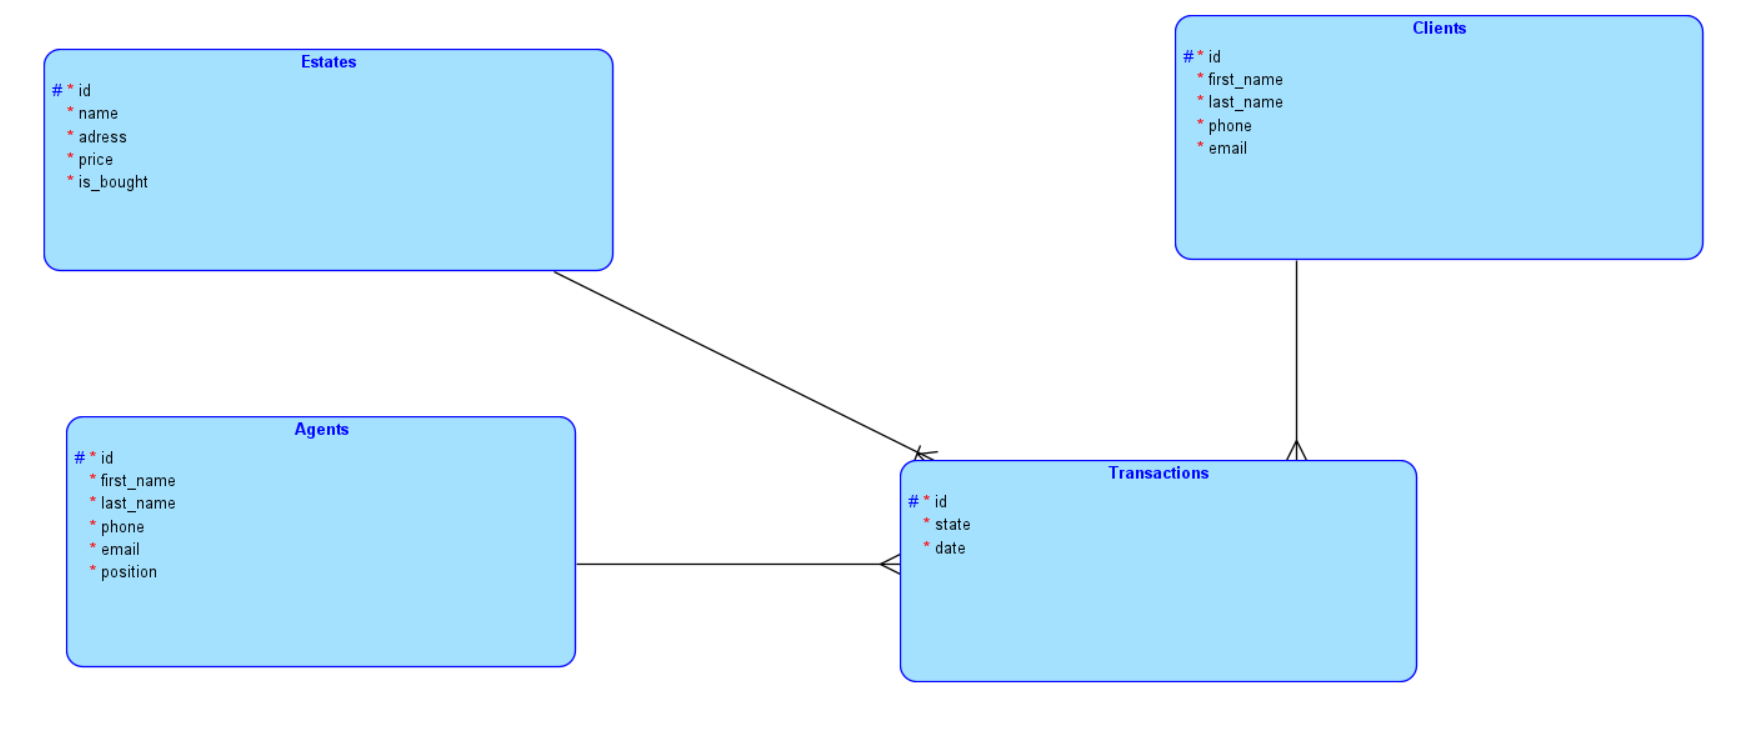 Estates
# * id
* name
* adress
* price
* is_bought
Clients
# * id
* first_name
* last_name
* phone
* email
Agents
# * id
* first_name
* last_name
* phone
* email
* position
Transactions
# * id
* state
* date